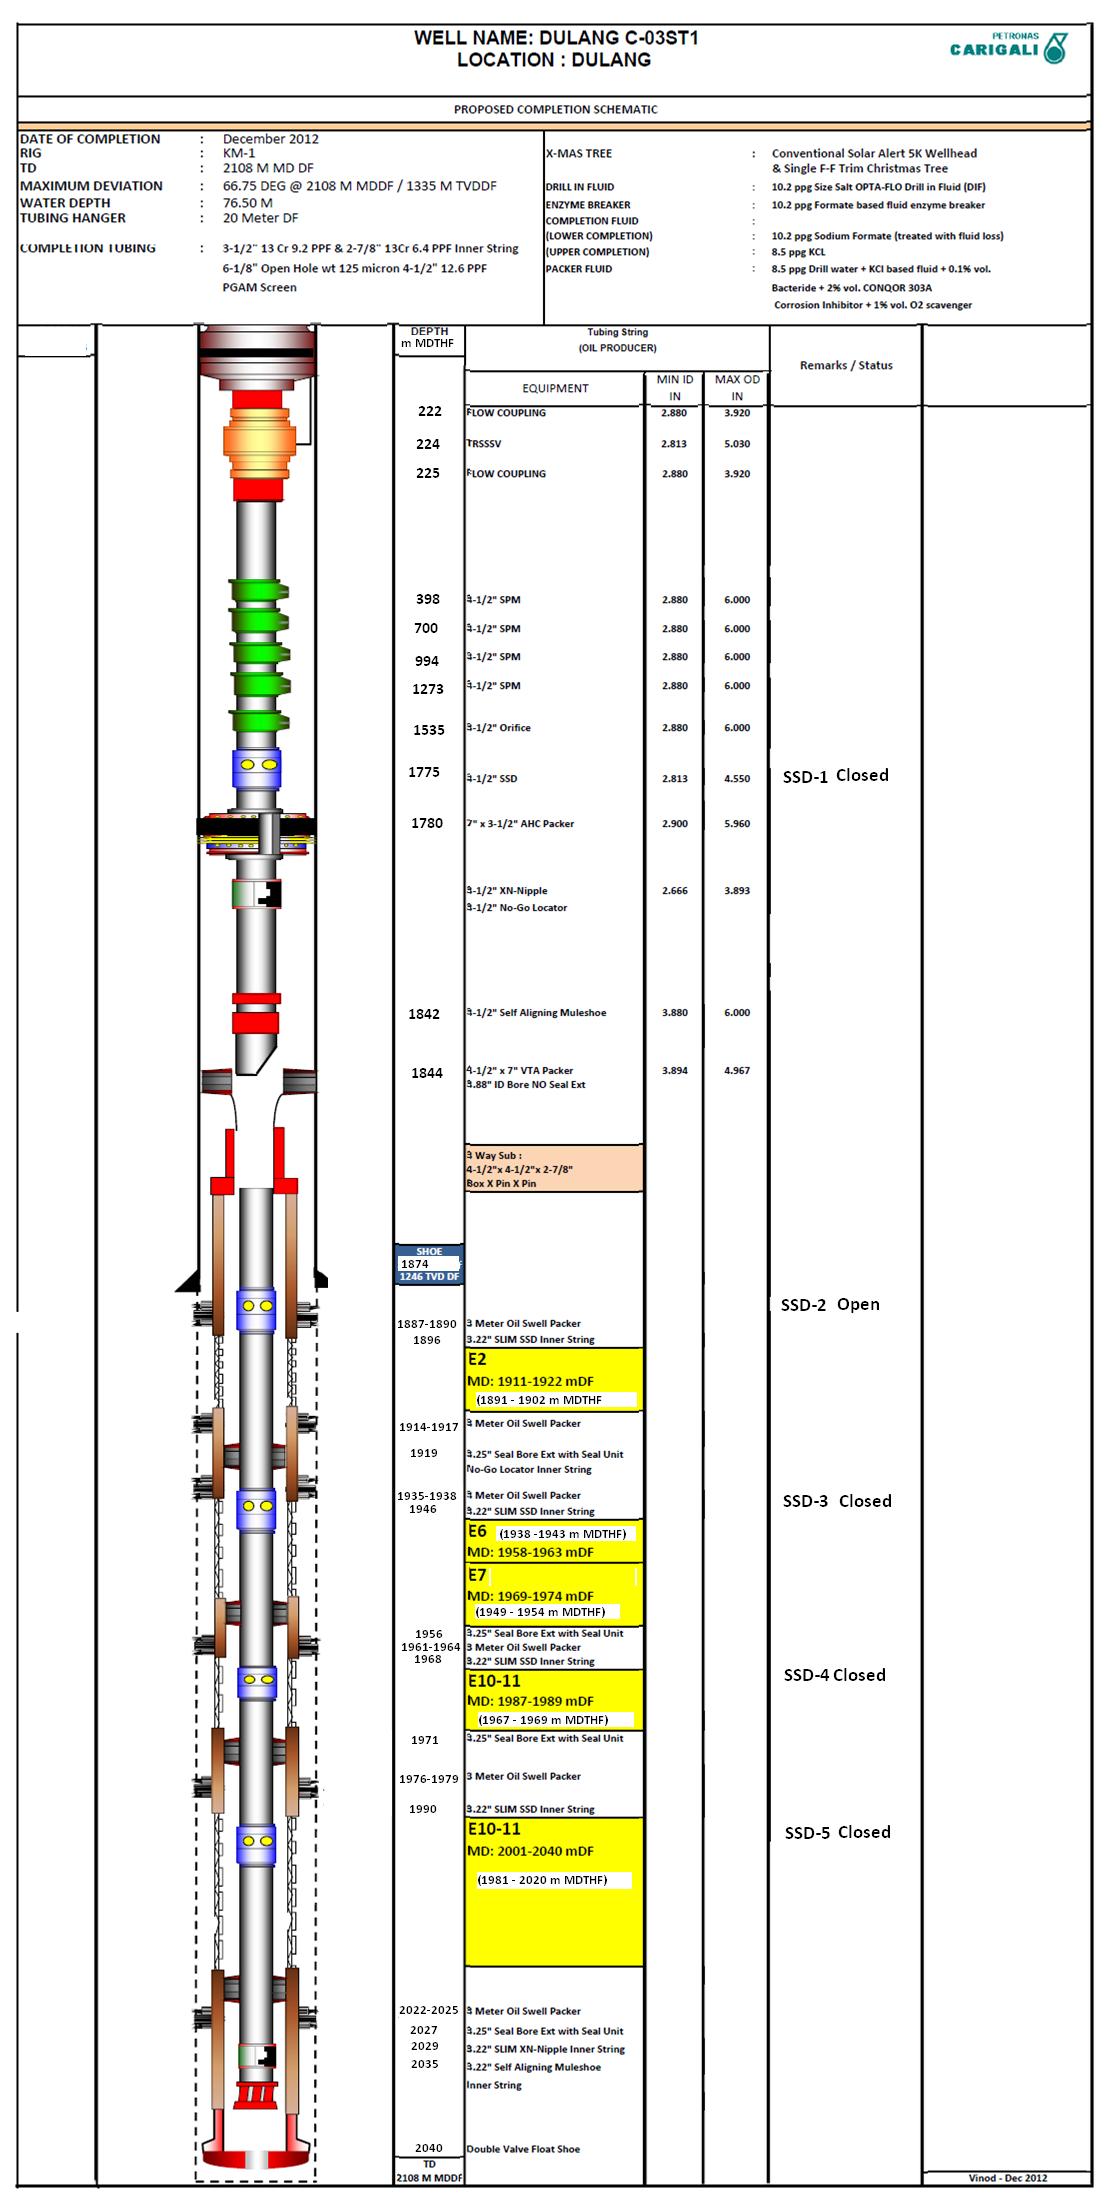 WELL NAME: DULANG C-03ST1
LOCATION : DULANG
PETRONAS
CARIGALI
PROPOSED COMPLETION SCHEMATIC
DATE OF COMPLETION : December 2012
RIG : KM-1
TD : 2108 M MD DF
MAXIMUM DEVIATION : 66.75 DEG @ 2108 M MDDF / 1335 M TVDDF
WATER DEPTH : 76.50 M
TUBING HANGER : 20 Meter DF
COMPLETION TUBING : 3-1/2" 13 Cr 9.2 PPF & 2-7/8" 13Cr 6.4 PPF Inner String
6-1/8" Open Hole wt 125 micron 4-1/2" 12.6 PPF
PGAM Screen
X-MAS TREE : Conventional Solar Alert 5K Wellhead
& Single F-F Trim Christmas Tree
DRILL IN FLUID : 10.2 ppg Size Salt OPTA-FLO Drill in Fluid (DIF)
ENZYME BREAKER : 10.2 ppg Formate based fluid enzyme breaker
COMPLETION FLUID :
(LOWER COMPLETION) : 10.2 ppg Sodium Formate (treated with fluid loss)
(UPPER COMPLETION) : 8.5 ppg KCL
PACKER FLUID : 8.5 ppg Drill water + KCl based fluid + 0.1% vol.
Bactericide + 2% vol. CONQOR 303A
Corrosion Inhibitor + 1% vol. O2 scavenger
DEPTH
m MDTHF
Tubing String
(OIL PRODUCER)
Remarks / Status
EQUIPMENT
MIN ID
IN
MAX OD
IN
222 FLOW COUPLING 2.880 3.920
224 TRSSSV 2.813 5.030
225 FLOW COUPLING 2.880 3.920
398 3-1/2" SPM 2.880 6.000
700 3-1/2" SPM 2.880 6.000
994 3-1/2" SPM 2.880 6.000
1273 3-1/2" SPM 2.880 6.000
1535 3-1/2" Orifice 2.880 6.000
1775 3-1/2" SSD 2.813 4.550 SSD-1 Closed
1780 7" x 3-1/2" AHC Packer 2.900 5.960
3-1/2" XN-Nipple 2.666 3.893
3-1/2" No-Go Locator
1842 3-1/2" Self Aligning Muleshoe 3.880 6.000
1844 4-1/2" x 7" VTA Packer 3.894 4.967
3.88" ID Bore NO Seal Ext
3 Way Sub :
4-1/2"x 4-1/2"x 2-7/8"
Box X Pin X Pin
SHOE
1874
1246 TVD DF
SSD-2 Open
1887-1890 3 Meter Oil Swell Packer
1896 3.22" SLIM SSD Inner String
E2
MD: 1911-1922 mDF
(1891 - 1902 m MDTHF
1914-1917 3 Meter Oil Swell Packer
1919 3.25" Seal Bore Ext with Seal Unit
No-Go Locator Inner String
1935-1938 3 Meter Oil Swell Packer
SSD-3 Closed
1946 3.22" SLIM SSD Inner String
E6 (1938 -1943 m MDTHF)
MD: 1958-1963 mDF
E7
MD: 1969-1974 mDF
(1949 - 1954 m MDTHF)
1956 3.25" Seal Bore Ext with Seal Unit
1961-1964 3 Meter Oil Swell Packer
1968 3.22" SLIM SSD Inner String
SSD-4 Closed
E10-11
MD: 1987-1989 mDF
(1967 - 1969 m MDTHF)
1971 3.25" Seal Bore Ext with Seal Unit
1976-1979 3 Meter Oil Swell Packer
1990 3.22" SLIM SSD Inner String
E10-11
SSD-5 Closed
MD: 2001-2040 mDF
(1981 - 2020 m MDTHF)
2022-2025 3 Meter Oil Swell Packer
2027 3.25" Seal Bore Ext with Seal Unit
2029 3.22" SLIM XN-Nipple Inner String
2035 3.22" Self Aligning Muleshoe
Inner String
2040 Double Valve Float Shoe
TD
2108 M MDDF
Vinod - Dec 2012